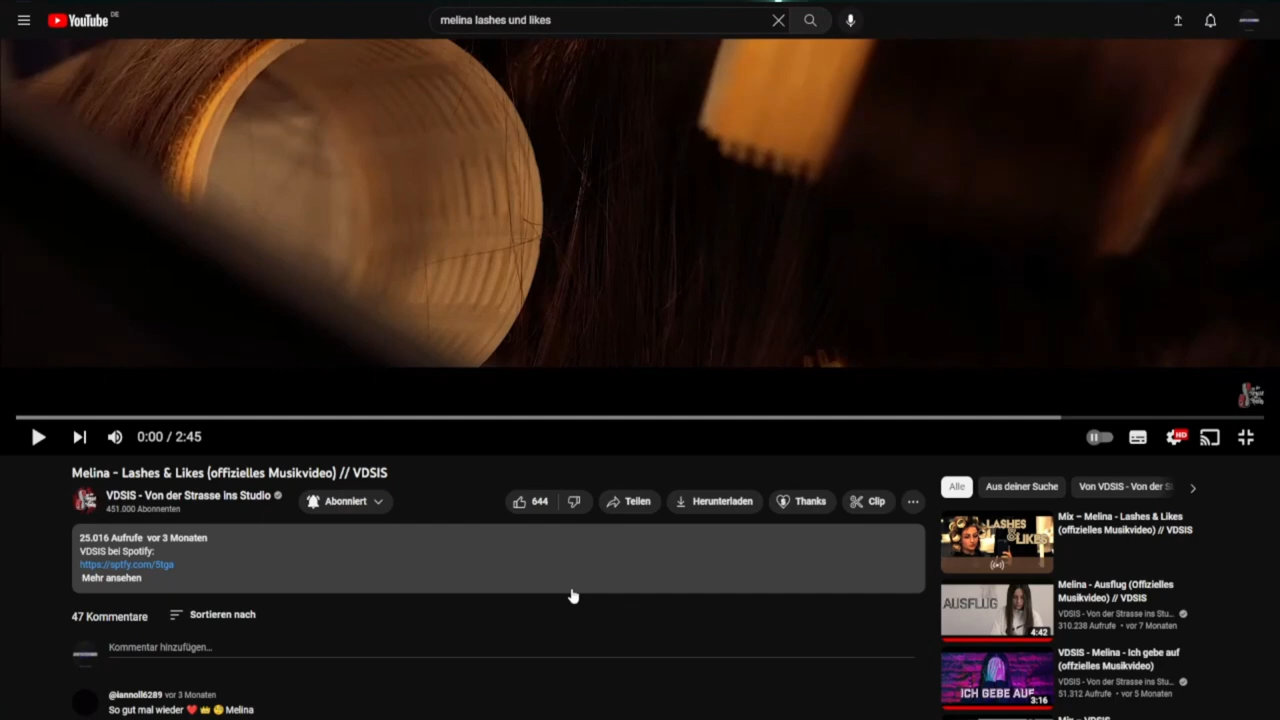 YouTube DE
melina lashes und likes
0:00 / 2:45
HD
Melina - Lashes & Likes (offizielles Musikvideo) // VDSIS
VDSIS - Von der Strasse ins Studio
451.000 Abonnenten
Abonniert
644
Teilen
Herunterladen
Thanks
Clip
25.016 Aufrufe vor 3 Monaten
VDSIS bei Spotify:
https://sptfy.com/5tga
Mehr ansehen
47 Kommentare
Sortieren nach
Kommentar hinzufügen...
@iannoll6289 vor 3 Monaten
So gut mal wieder ❤️ 👑 🧐 Melina
Alle
Aus deiner Suche
Von VDSIS - Von der
LASHES
& LIKES
Mix – Melina - Lashes & Likes
(offizielles Musikvideo) // VDSIS
AUSFLUG
4:42
Melina - Ausflug (Offizielles
Musikvideo) // VDSIS
VDSIS - Von der Strasse ins Stu...
310.238 Aufrufe • vor 7 Monaten
ICH GEBE AUF
3:16
VDSIS - Melina - Ich gebe auf
(offzielles Musikvideo)
VDSIS - Von der Strasse ins Stu...
51.312 Aufrufe • vor 5 Monaten
Mix – VDSIS